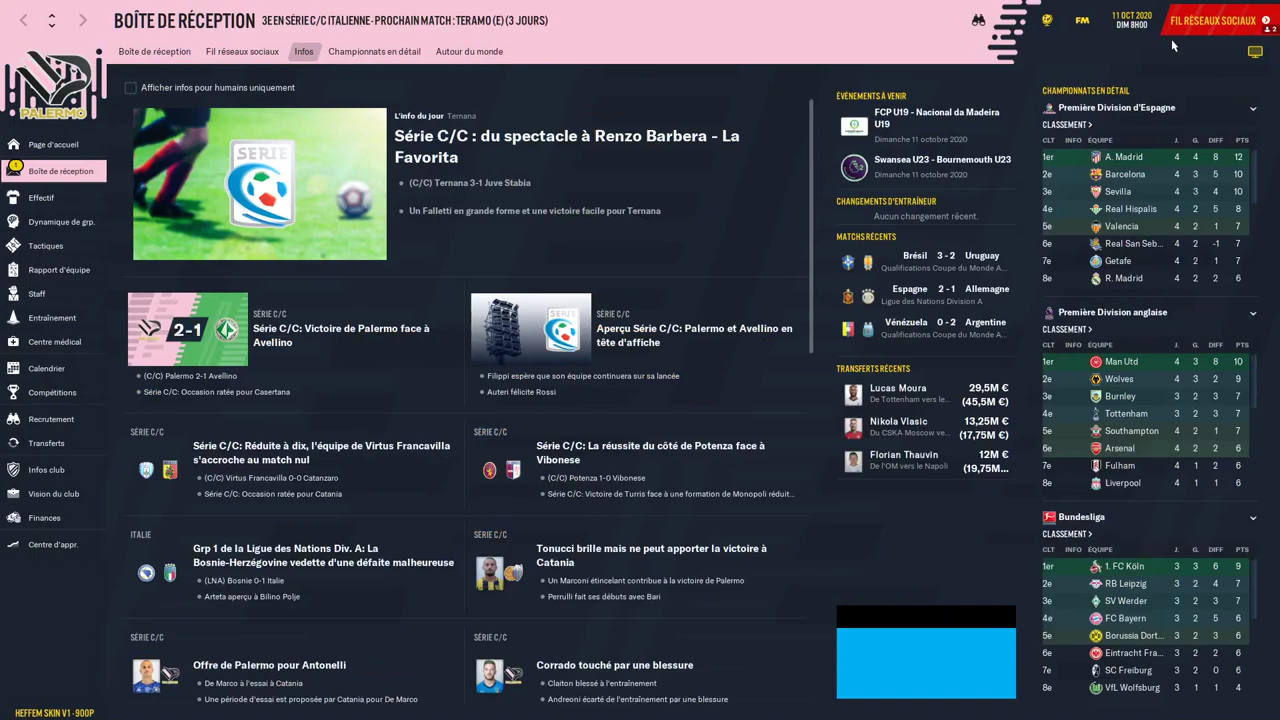 BOÎTE DE RÉCEPTION
3E EN SÉRIE C/C ITALIENNE · PROCHAIN MATCH : TERAMO (E) (3 JOURS)
FM
11 OCT 2020
DIM 8H00
FIL RÉSEAUX SOCIAUX
2
Boîte de réception
Fil réseaux sociaux
Infos
Championnats en détail
Autour du monde
PALERMO
Page d'accueil
1
Boîte de réception
Effectif
Dynamique de grp.
Tactiques
Rapport d'équipe
Staff
Entraînement
Centre médical
Calendrier
Compétitions
Recrutement
Transferts
Infos club
Vision du club
Finances
Centre d'appr.
HEFFEM SKIN V1 - 900P
Afficher infos pour humains uniquement
SERIE
L'info du jour Ternana
Série C/C : du spectacle à Renzo Barbera - La
Favorita
(C/C) Ternana 3-1 Juve Stabia
Un Falletti en grande forme et une victoire facile pour Ternana
2-1
SÉRIE C/C
Série C/C: Victoire de Palermo face à
Avellino
(C/C) Palermo 2-1 Avellino
Série C/C: Occasion ratée pour Casertana
SERIE
SÉRIE C/C
Aperçu Série C/C: Palermo et Avellino en
tête d'affiche
Filippi espère que son équipe continuera sur sa lancée
Auteri félicite Rossi
SÉRIE C/C
Série C/C: Réduite à dix, l'équipe de Virtus Francavilla
s'accroche au match nul
(C/C) Virtus Francavilla 0-0 Catanzaro
Série C/C: Occasion ratée pour Catania
SÉRIE C/C
Série C/C: La réussite du côté de Potenza face à
Vibonese
(C/C) Potenza 1-0 Vibonese
Série C/C: Victoire de Turris face à une formation de Monopoli réduit...
ITALIE
Grp 1 de la Ligue des Nations Div. A: La
Bosnie-Herzégovine vedette d'une défaite malheureuse
(LNA) Bosnie 0-1 Italie
Arteta aperçu à Bilino Polje
SÉRIE C/C
Tonucci brille mais ne peut apporter la victoire à
Catania
Un Marconi étincelant contribue à la victoire de Palermo
Perrulli fait ses débuts avec Bari
SÉRIE C/C
Offre de Palermo pour Antonelli
De Marco à l'essai à Catania
Une période d'essai est proposée par Catania pour De Marco
SÉRIE C/C
Corrado touché par une blessure
Claiton blessé à l'entraînement
Andreoni écarté de l'entraînement par une blessure
ÉVÉNEMENTS À VENIR
FCP U19 - Nacional da Madeira
U19
Dimanche 11 octobre 2020
Swansea U23 - Bournemouth U23
Dimanche 11 octobre 2020
CHANGEMENTS D'ENTRAÎNEUR
Aucun changement récent.
MATCHS RÉCENTS
Brésil 3 - 2 Uruguay
Qualifications Coupe du Monde A...
Espagne 2 - 1 Allemagne
Ligue des Nations Division A
Vénézuéla 0 - 2 Argentine
Qualifications Coupe du Monde A...
TRANSFERTS RÉCENTS
Lucas Moura 29,5M €
De Tottenham vers le... (45,5M €)
Nikola Vlasic 13,25M €
Du CSKA Moscow ve... (17,75M €)
Florian Thauvin 12M €
De l'OM vers le Napoli (19,75M...
CHAMPIONNATS EN DÉTAIL
Première Division d'Espagne
CLASSEMENT >
CLT INFO ÉQUIPE J. G. DIFF PTS
1er A. Madrid 4 4 8 12
2e Barcelona 4 3 5 10
3e Sevilla 4 3 4 10
4e Real Hispalis 4 2 5 8
5e Valencia 4 2 1 7
6e Real San Seb... 4 2 -1 7
7e Getafe 4 2 1 7
8e R. Madrid 4 2 2 6
Première Division anglaise
CLASSEMENT >
CLT INFO ÉQUIPE J. G. DIFF PTS
1er Man Utd 4 3 8 10
2e Wolves 4 3 2 9
3e Burnley 3 2 3 7
4e Tottenham 3 2 3 7
5e Southampton 4 2 1 7
6e Arsenal 4 2 2 6
7e Fulham 4 1 2 6
8e Liverpool 4 1 1 6
Bundesliga
CLASSEMENT >
CLT INFO ÉQUIPE J. G. DIFF PTS
1er 1. FC Köln 3 3 6 9
2e RB Leipzig 3 2 4 7
3e SV Werder 3 2 3 7
4e FC Bayern 3 2 5 6
5e Borussia Dort... 3 2 3 6
6e Eintracht Fra... 3 2 2 6
7e SC Freiburg 3 2 0 6
8e VfL Wolfsburg 3 1 1 4